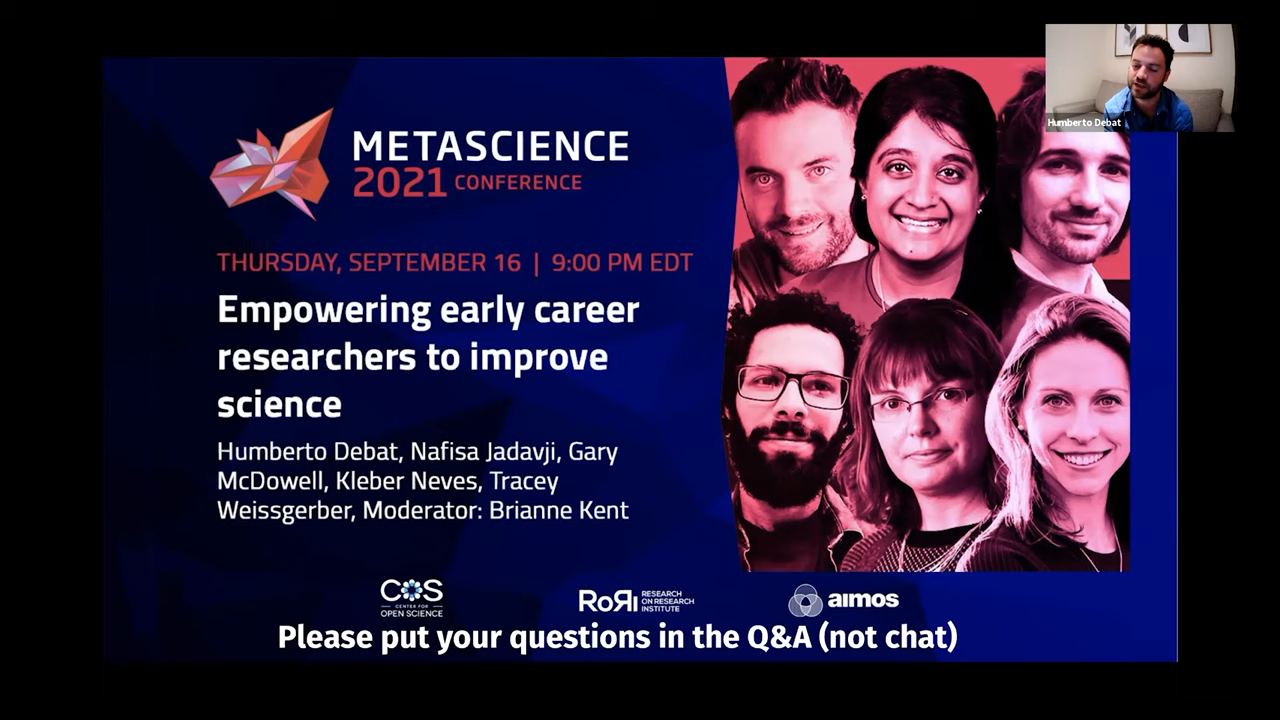 METASCIENCE
2021 CONFERENCE
THURSDAY, SEPTEMBER 16 | 9:00 PM EDT
Empowering early career
researchers to improve
science
Humberto Debat, Nafisa Jadavji, Gary
McDowell, Kleber Neves, Tracey
Weissgerber, Moderator: Brianne Kent
Humberto Debat
COS
CENTER FOR
OPEN SCIENCE
RoRI
RESEARCH
ON RESEARCH
INSTITUTE
aimos
Please put your questions in the Q&A (not chat)